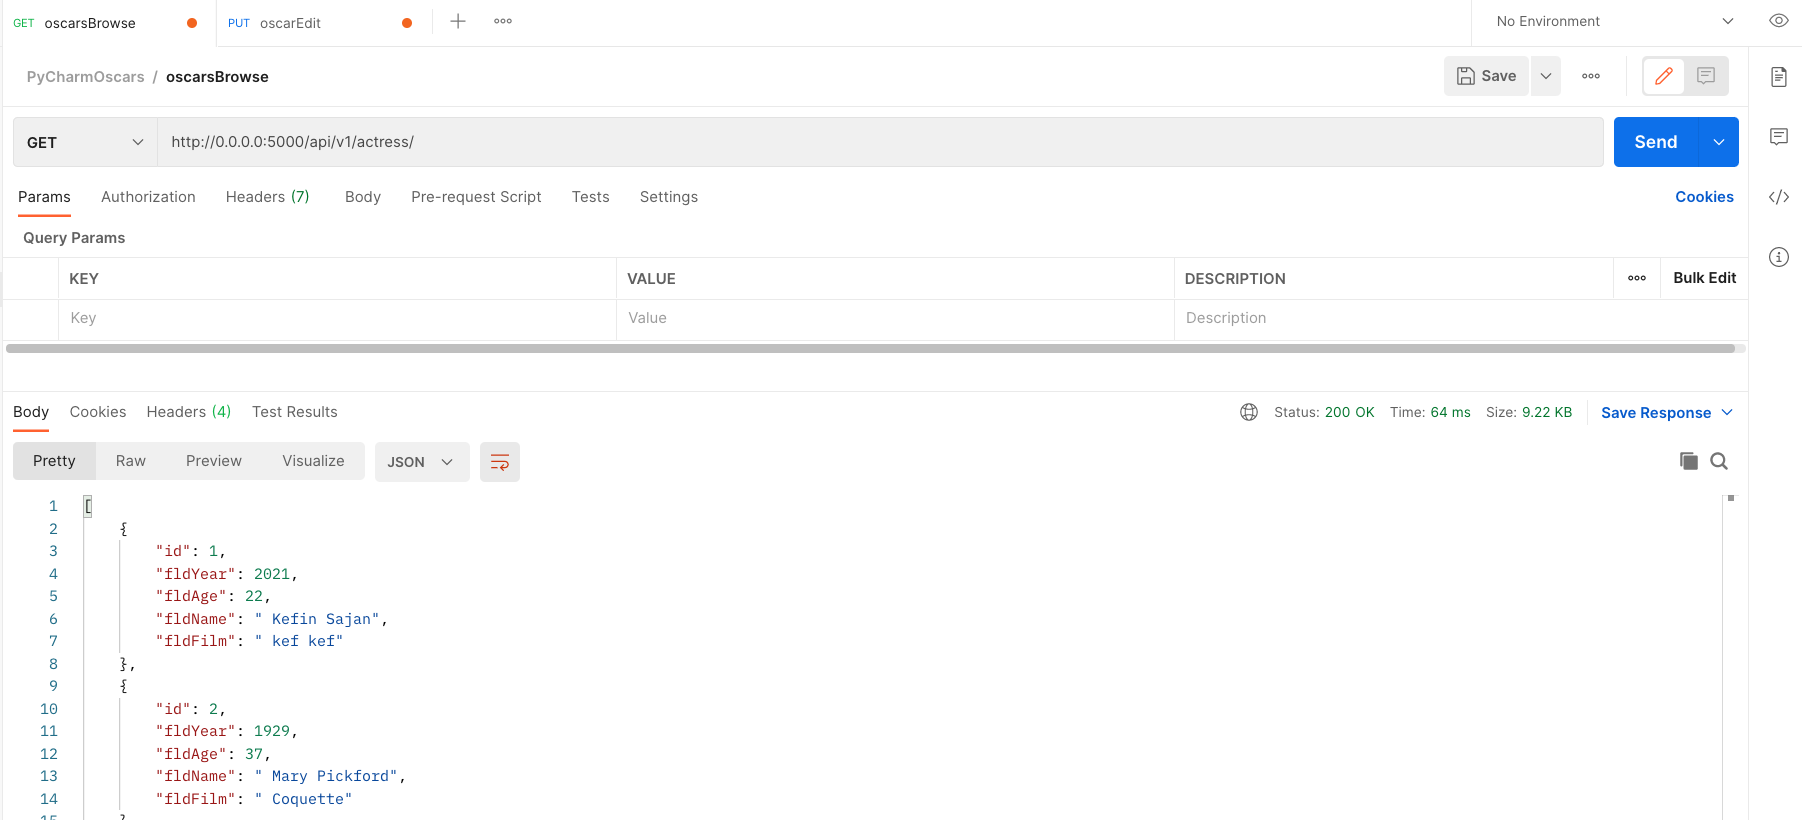 GET oscarsBrowse PUT oscarEdit No Environment
PyCharmOscars / oscarsBrowse Save
GET http://0.0.0.0:5000/api/v1/actress/ Send
Params Authorization Headers (7) Body Pre-request Script Tests Settings Cookies
Query Params
KEY VALUE DESCRIPTION Bulk Edit
Key Value Description
Body Cookies Headers (4) Test Results Status: 200 OK Time: 64 ms Size: 9.22 KB Save Response
Pretty Raw Preview Visualize JSON
1 [
2 {
3 "id": 1,
4 "fldYear": 2021,
5 "fldAge": 22,
6 "fldName": " Kefin Sajan",
7 "fldFilm": " kef kef"
8 },
9 {
10 "id": 2,
11 "fldYear": 1929,
12 "fldAge": 37,
13 "fldName": " Mary Pickford",
14 "fldFilm": " Coquette"